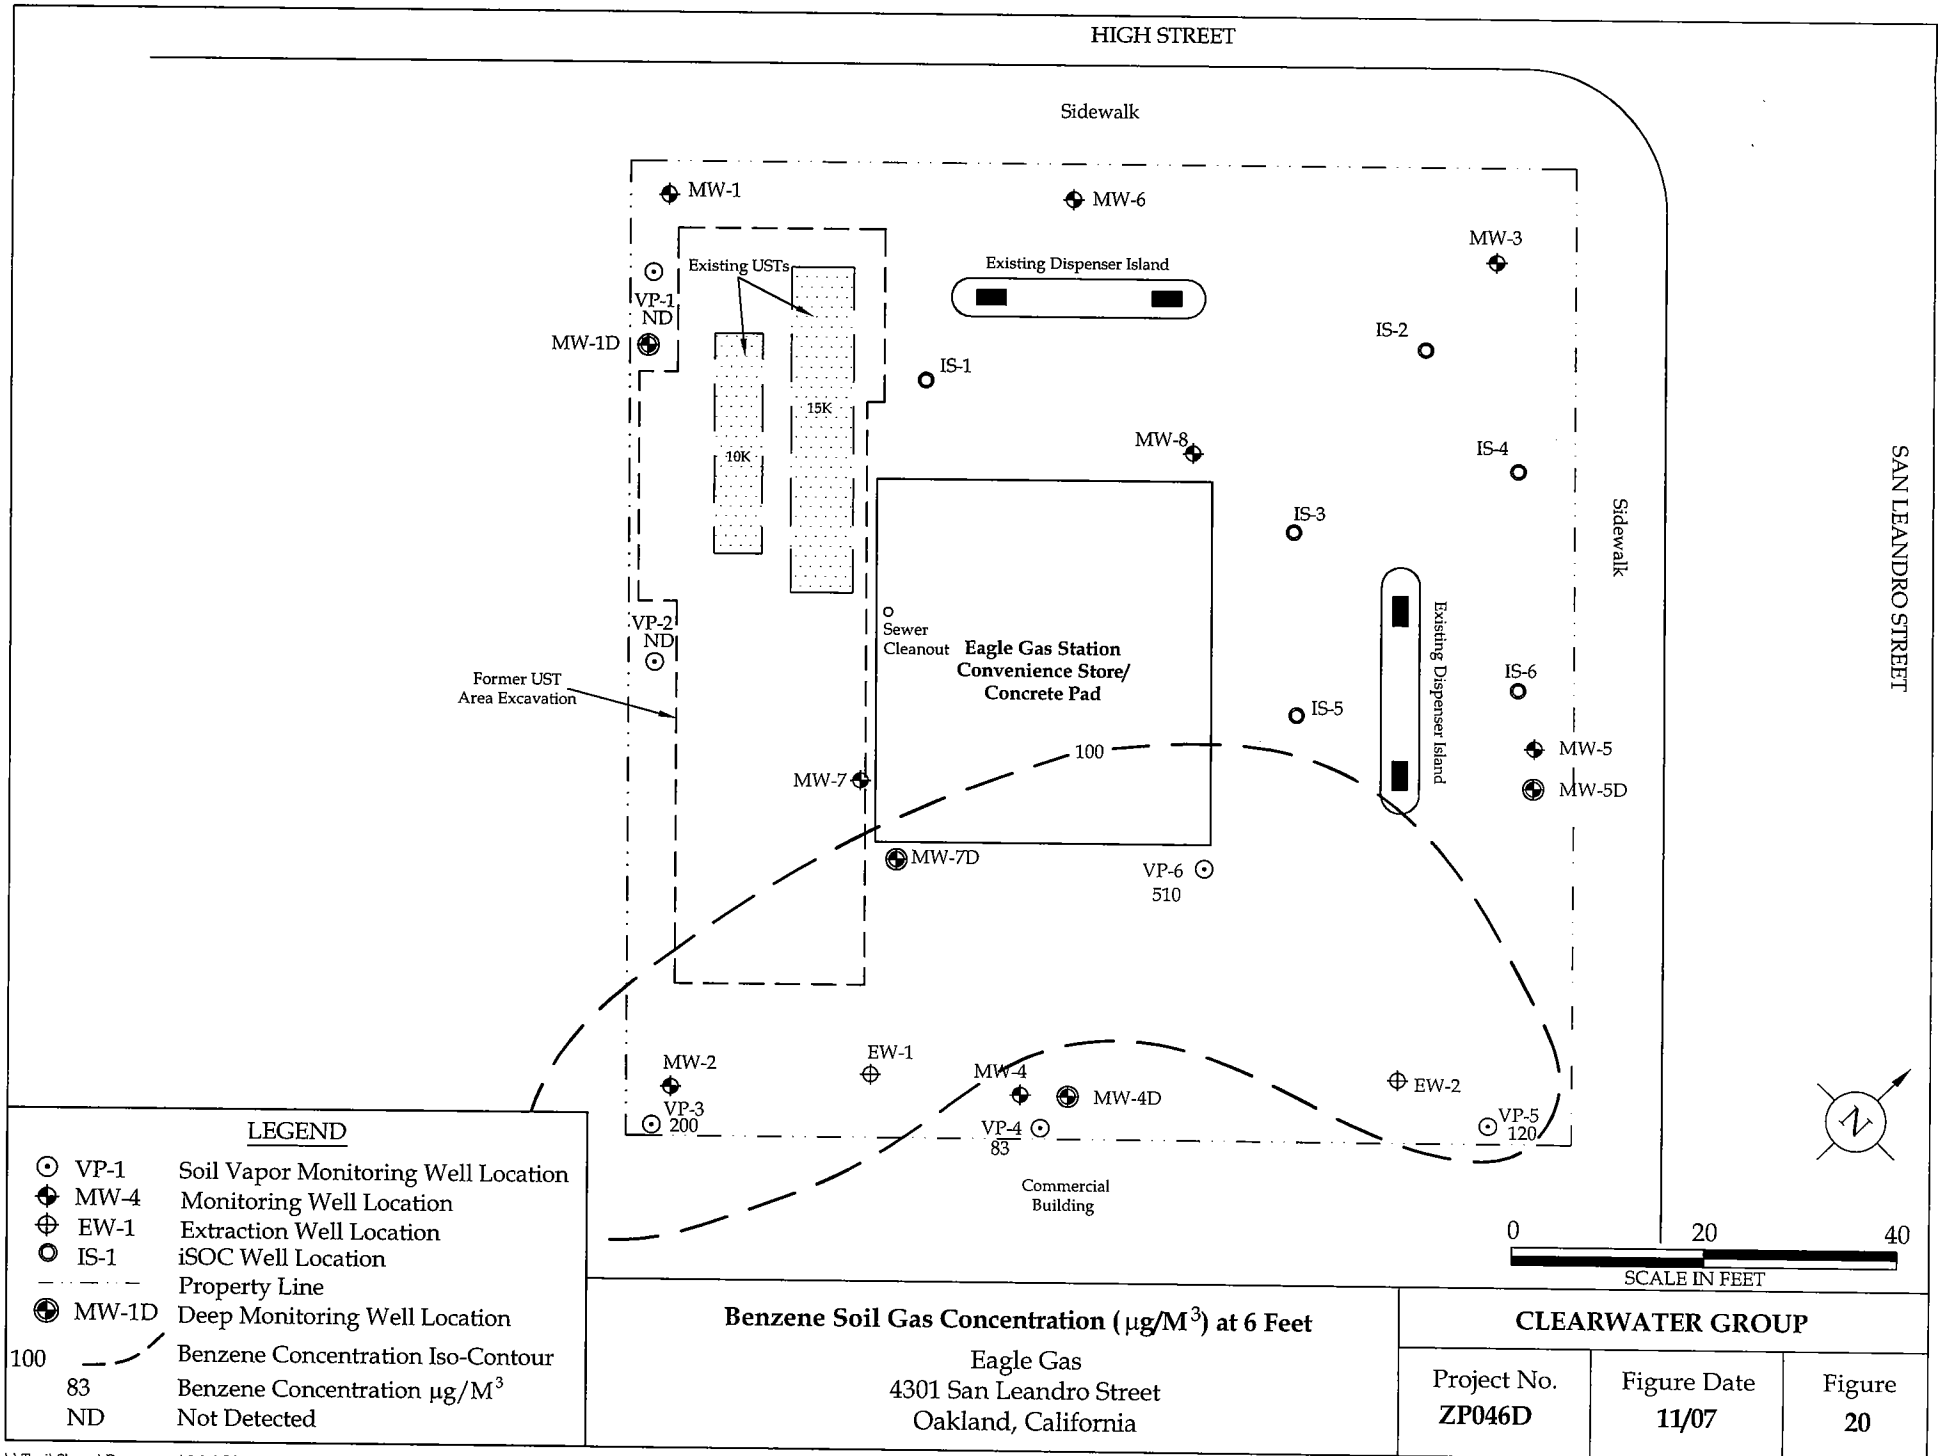 HIGH STREET
Sidewalk
MW-1
MW-6
MW-3
Existing USTs
Existing Dispenser Island
VP-1
ND
MW-1D
IS-2
IS-1
15K
MW-8
IS-4
10K
IS-3
SAN LEANDRO STREET
Sidewalk
VP-2
ND
Sewer
Cleanout
Eagle Gas Station
Convenience Store/
Concrete Pad
Existing Dispenser Island
Former UST
Area Excavation
IS-6
IS-5
100
MW-5
MW-7
MW-5D
MW-7D
VP-6
510
MW-2
EW-1
MW-4
EW-2
MW-4D
VP-3
200
VP-4
83
VP-5
120
N
Commercial
Building
0 20 40
SCALE IN FEET
LEGEND
VP-1 Soil Vapor Monitoring Well Location
MW-4 Monitoring Well Location
EW-1 Extraction Well Location
IS-1 iSOC Well Location
Property Line
MW-1D Deep Monitoring Well Location
100 Benzene Concentration Iso-Contour
83 Benzene Concentration µg/M³
ND Not Detected
Benzene Soil Gas Concentration (µg/M³) at 6 Feet
Eagle Gas
4301 San Leandro Street
Oakland, California
CLEARWATER GROUP
Project No.
ZP046D
Figure Date
11/07
Figure
20